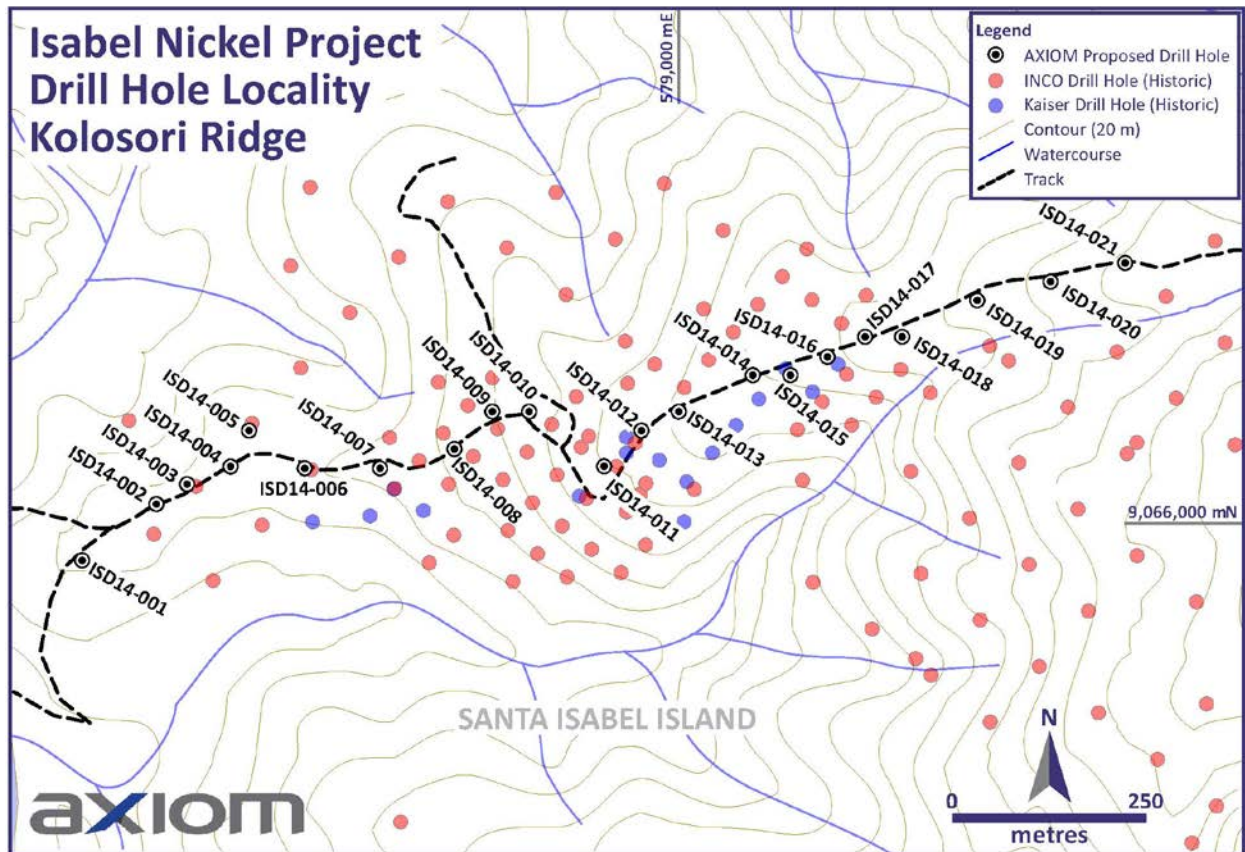 Isabel Nickel Project
Drill Hole Locality
Kolosori Ridge
579,000 mE
Legend
AXIOM Proposed Drill Hole
INCO Drill Hole (Historic)
Kaiser Drill Hole (Historic)
Contour (20 m)
Watercourse
Track
ISD14-021
ISD14-017
ISD14-020
ISD14-019
ISD14-016
ISD14-018
ISD14-014
ISD14-015
ISD14-010
ISD14-009
ISD14-012
ISD14-013
ISD14-005
ISD14-007
ISD14-004
ISD14-003
ISD14-002
ISD14-006
ISD14-008
ISD14-011
9,066,000 mN
ISD14-001
SANTA ISABEL ISLAND
N
axiom
0 250
metres